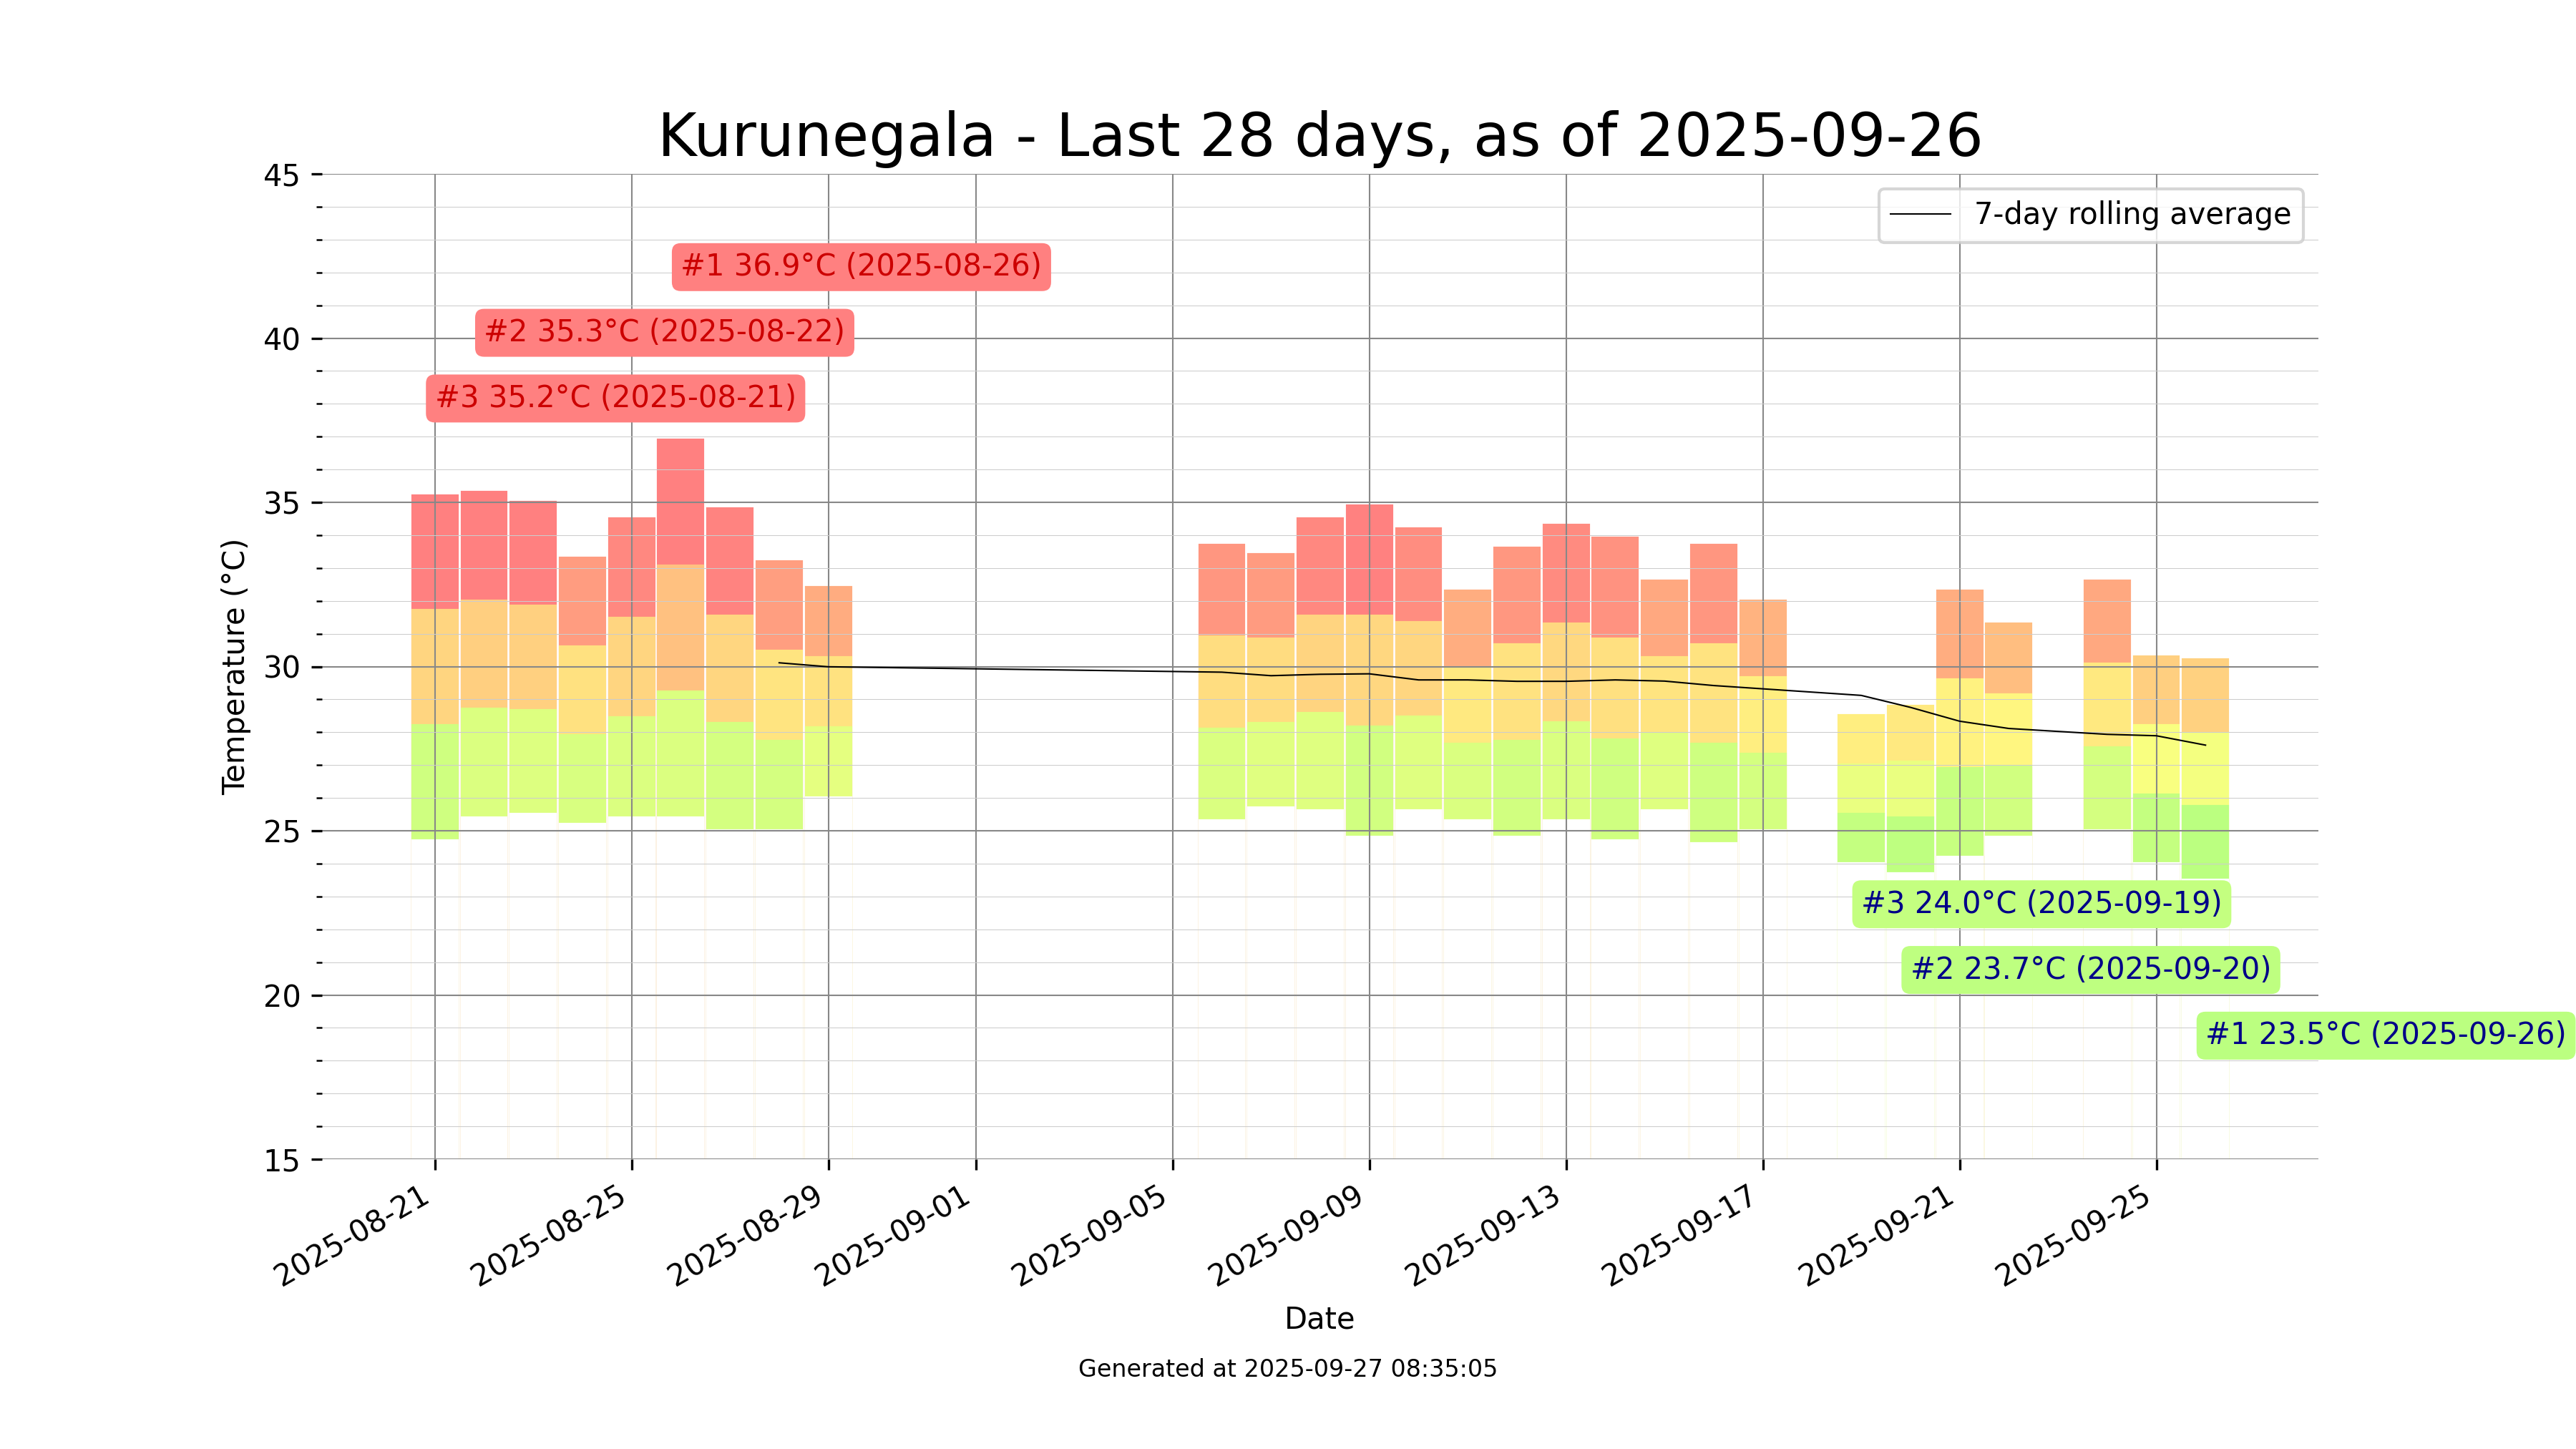 Kurunegala - Last 28 days, as of 2025-09-26
45
40
35
30
25
20
15
Temperature (°C)
7-day rolling average
#1 36.9°C (2025-08-26)
#2 35.3°C (2025-08-22)
#3 35.2°C (2025-08-21)
#3 24.0°C (2025-09-19)
#2 23.7°C (2025-09-20)
#1 23.5°C (2025-09-26)
2025-08-21
2025-08-25
2025-08-29
2025-09-01
2025-09-05
2025-09-09
2025-09-13
2025-09-17
2025-09-21
2025-09-25
Date
Generated at 2025-09-27 08:35:05